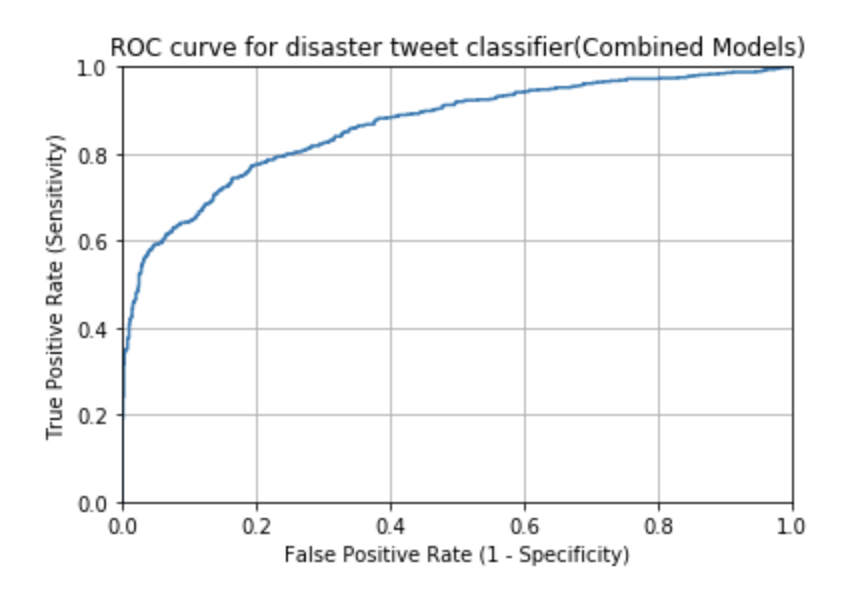 ROC curve for disaster tweet classifier(Combined Models)
1.0
0.8
0.6
0.4
0.2
0.0
True Positive Rate (Sensitivity)
0.0 0.2 0.4 0.6 0.8 1.0
False Positive Rate (1 - Specificity)